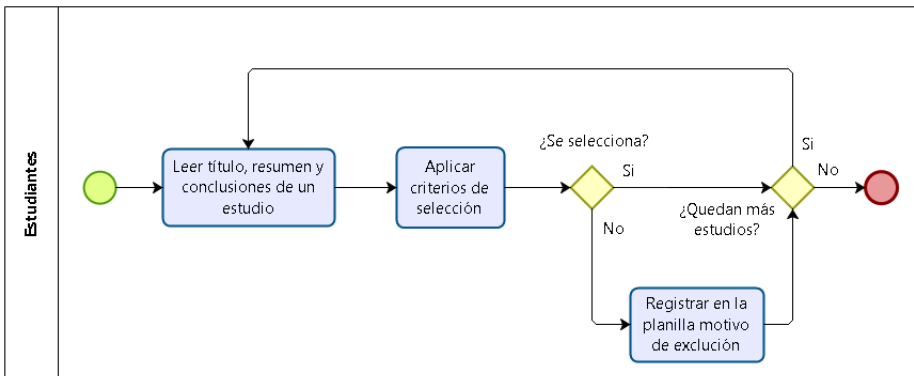 Estudiantes
Leer título, resumen y
conclusiones de un
estudio
Aplicar
criterios de
selección
¿Se selecciona?
Si
No
Registrar en la
planilla motivo
de exclución
¿Quedan más
estudios?
Si
No